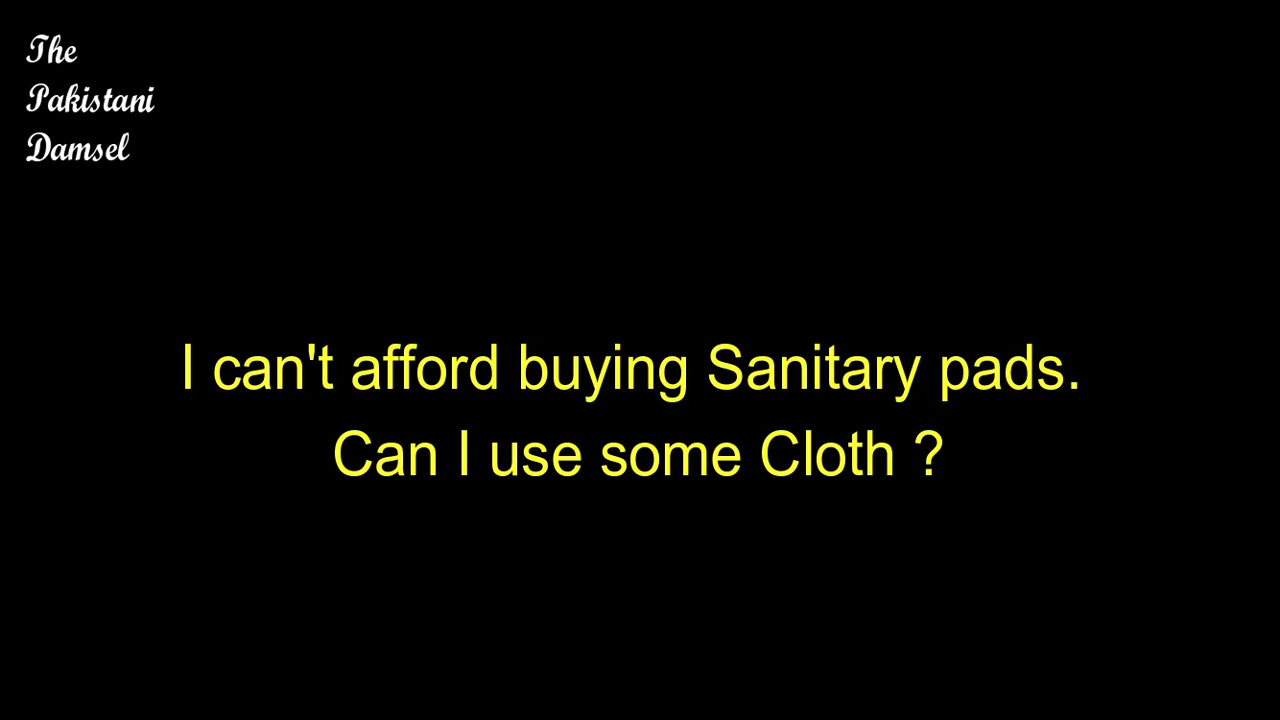 The
Pakistani
Damsel
I can't afford buying Sanitary pads.
Can I use some Cloth ?